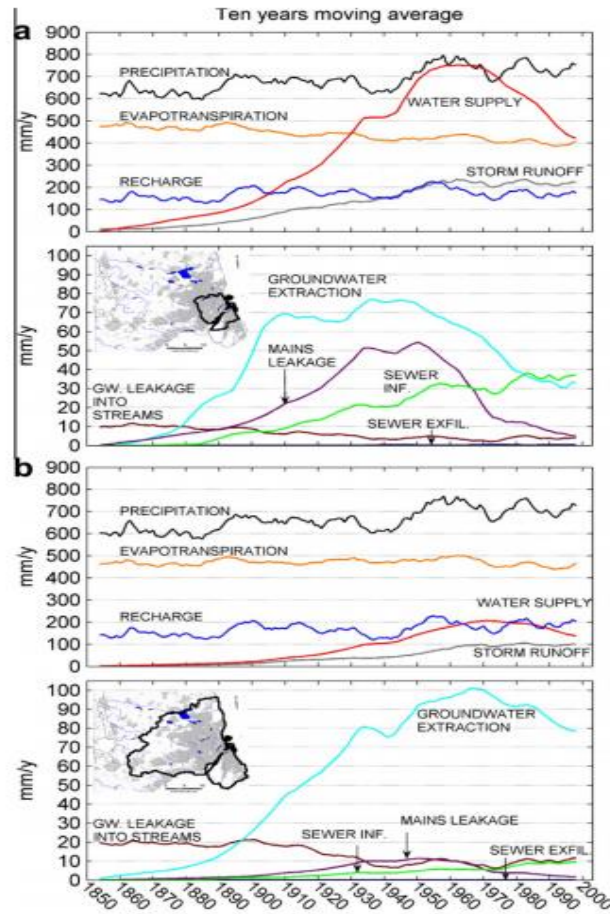 Ten years moving average
a
900
800
700
600
500
400
300
200
100
0
mm/y
PRECIPITATION
WATER SUPPLY
EVAPOTRANSPIRATION
STORM RUNOFF
RECHARGE
100
90
80
70
60
50
40
30
20
10
0
mm/y
GROUNDWATER
EXTRACTION
MAINS
LEAKAGE
SEWER
INF.
GW. LEAKAGE
INTO
STREAMS
SEWER EXFIL.
b
900
800
700
600
500
400
300
200
100
0
mm/y
PRECIPITATION
EVAPOTRANSPIRATION
WATER SUPPLY
RECHARGE
STORM RUNOFF
100
90
80
70
60
50
40
30
20
10
0
mm/y
GROUNDWATER
EXTRACTION
GW. LEAKAGE
INTO STREAMS
MAINS LEAKAGE
SEWER INF.
SEWER EXFIL.
1850 1860 1870 1880 1890 1900 1910 1920 1930 1940 1950 1960 1970 1980 1990 2000